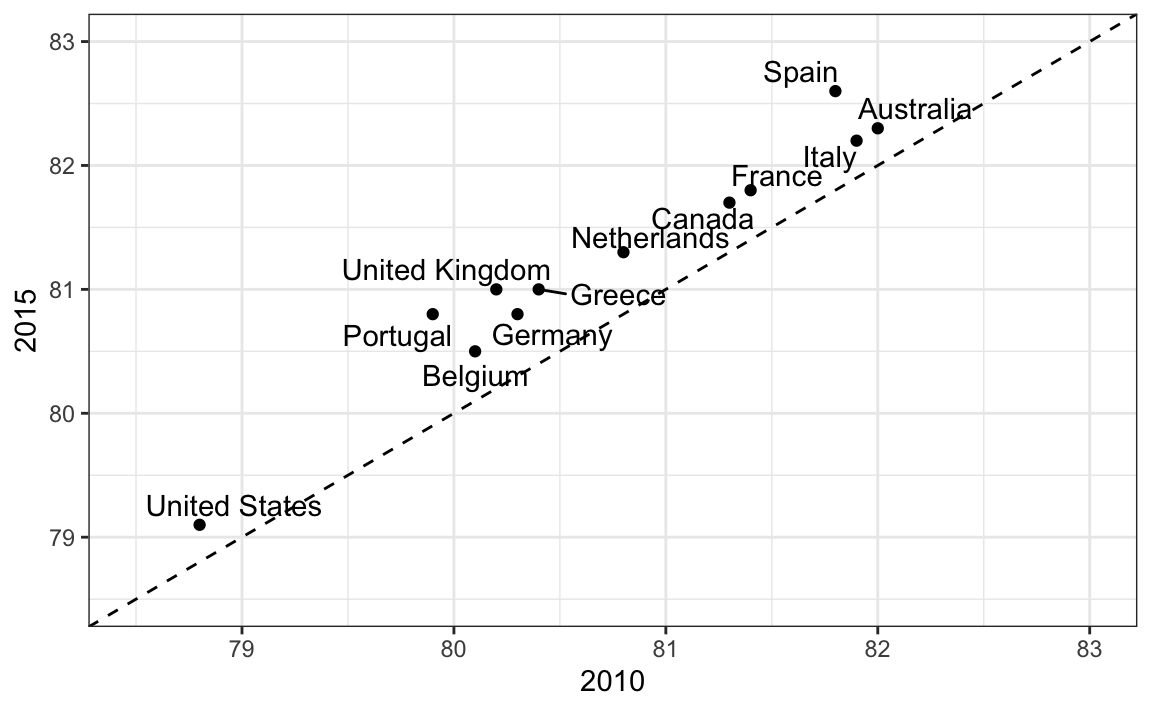 83
Spain
Australia
82
Italy
France
Canada
Netherlands
United Kingdom
81
Greece
Portugal
Germany
Belgium
80
United States
79
2015
79
80
81
82
83
2010